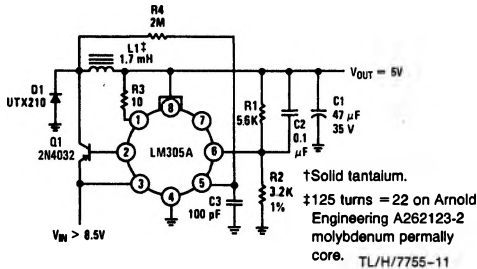 R4
2M
L1‡
1.7 mH
D1
UTX210
R3
10
8
1
7
Q1
2N4032
2
LM305A
6
3
4
5
R1
5.6K
C2
0.1
μF
C1
47 μF
35 V
VOUT = 5V
R2
3.2K
1%
C3
100 pF
VIN > 8.5V
†Solid tantalum.
‡125 turns = 22 on Arnold
Engineering A262123-2
molybdenum permally
core.
TL/H/7755-11